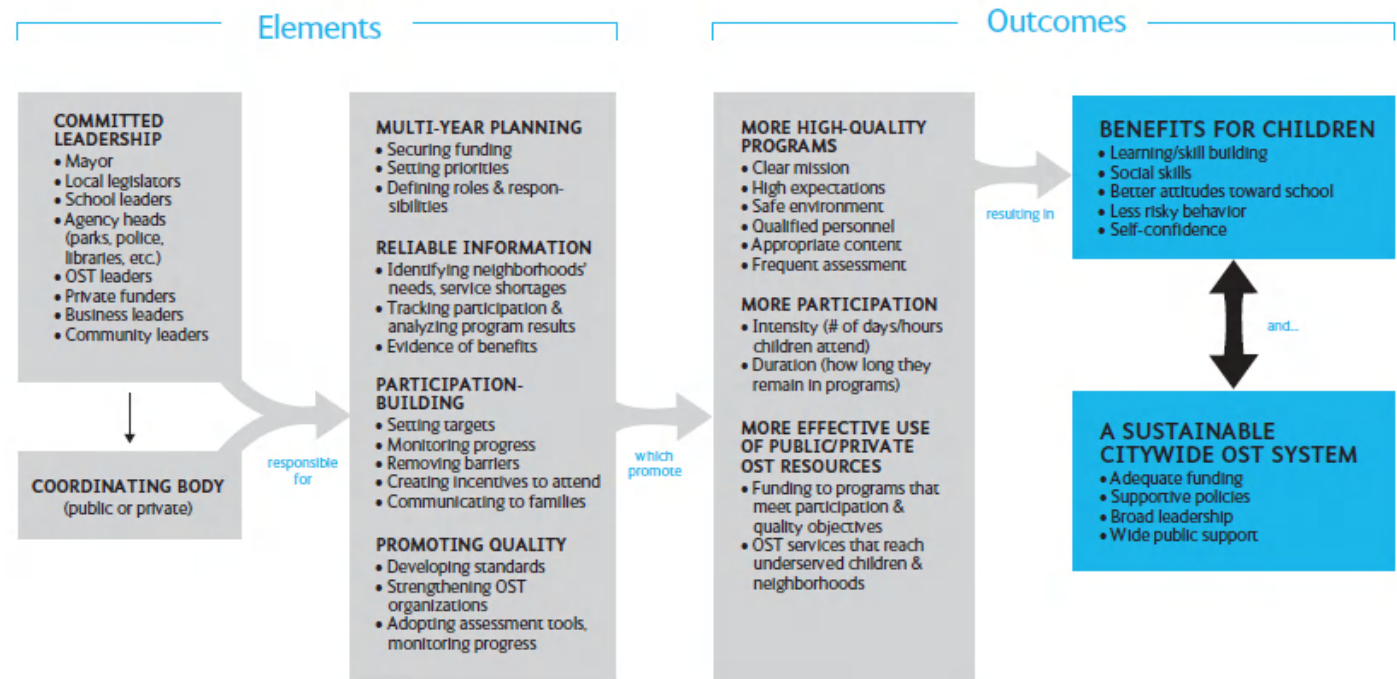 Elements
Outcomes
COMMITTED
LEADERSHIP
• Mayor
• Local legislators
• School leaders
• Agency heads
(parks, police,
libraries, etc.)
• OST leaders
• Private funders
• Business leaders
• Community leaders
COORDINATING BODY
(public or private)
responsible
for
MULTI-YEAR PLANNING
• Securing funding
• Setting priorities
• Defining roles & respon-
sibilities
RELIABLE INFORMATION
• Identifying neighborhoods'
needs, service shortages
• Tracking participation &
analyzing program results
• Evidence of benefits
PARTICIPATION-
BUILDING
• Setting targets
• Monitoring progress
• Removing barriers
• Creating incentives to attend
• Communicating to families
PROMOTING QUALITY
• Developing standards
• Strengthening OST
organizations
• Adopting assessment tools,
monitoring progress
which
promote
MORE HIGH-QUALITY
PROGRAMS
• Clear mission
• High expectations
• Safe environment
• Qualified personnel
• Appropriate content
• Frequent assessment
MORE PARTICIPATION
• Intensity (# of days/hours
children attend)
• Duration (how long they
remain in programs)
MORE EFFECTIVE USE
OF PUBLIC/PRIVATE
OST RESOURCES
• Funding to programs that
meet participation &
quality objectives
• OST services that reach
underserved children &
neighborhoods
resulting in
BENEFITS FOR CHILDREN
• Learning/skill building
• Social skills
• Better attitudes toward school
• Less risky behavior
• Self-confidence
and...
A SUSTAINABLE
CITYWIDE OST SYSTEM
• Adequate funding
• Supportive policies
• Broad leadership
• Wide public support